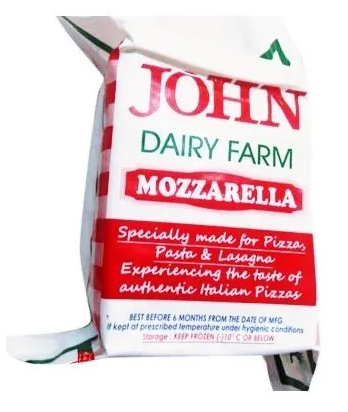 JOHN
DAIRY FARM
MOZZARELLA
Specially made for Pizza,
Pasta & Lasagna
Experiencing the taste of
authentic Italian Pizzas
BEST BEFORE 6 MONTHS FROM THE DATE OF MFG.
If kept at prescribed temperature under hygienic conditions
Storage : KEEP FROZEN (-)10° C OR BELOW